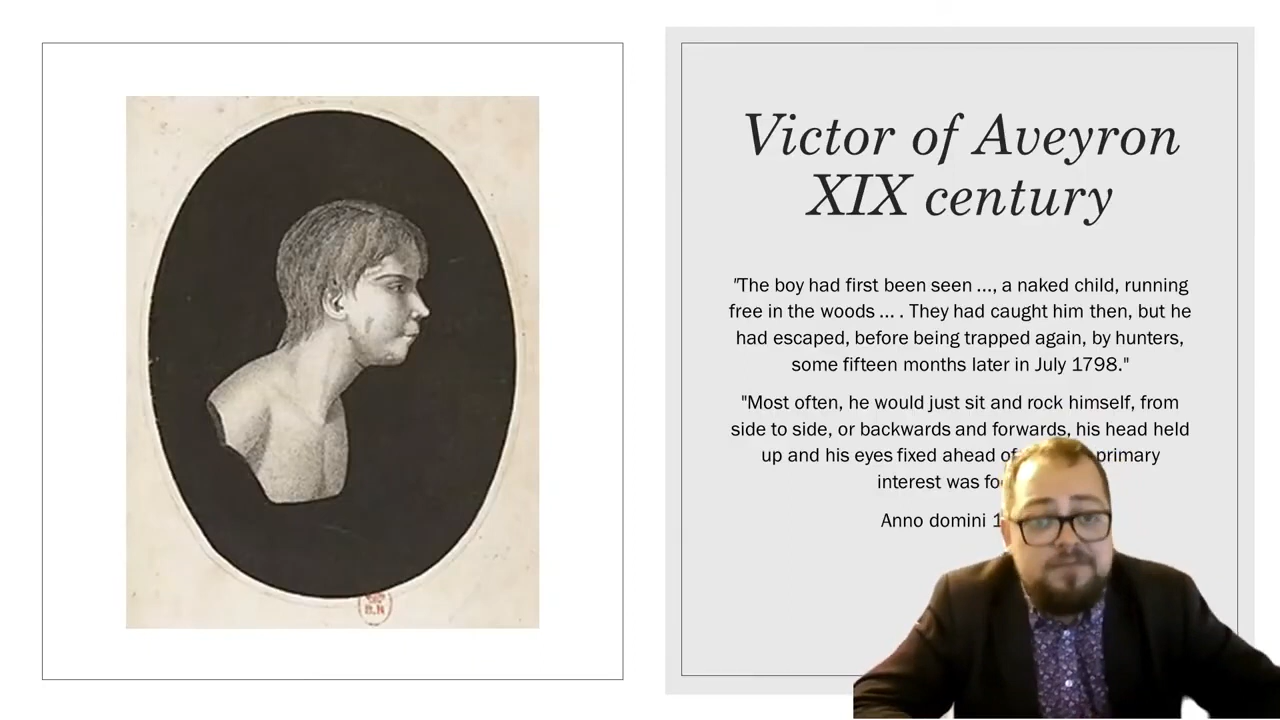 Victor of Aveyron
XIX century
"The boy had first been seen ..., a naked child, running
free in the woods ... . They had caught him then, but he
had escaped, before being trapped again, by hunters,
some fifteen months later in July 1798."
"Most often, he would just sit and rock himself, from
side to side, or backwards and forwards, his head held
up and his eyes fixed ahead of primary
interest was
Anno domini
B.N